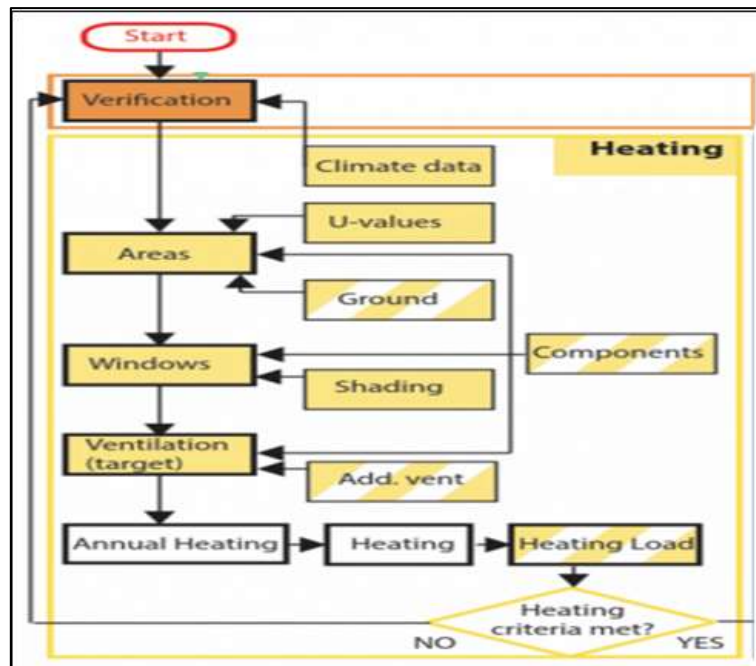 Start
Verification
Heating
Climate data
U-values
Areas
Ground
Components
Windows
Shading
Ventilation
(target)
Add. vent
Annual Heating
Heating
Heating Load
Heating
criteria met?
NO
YES